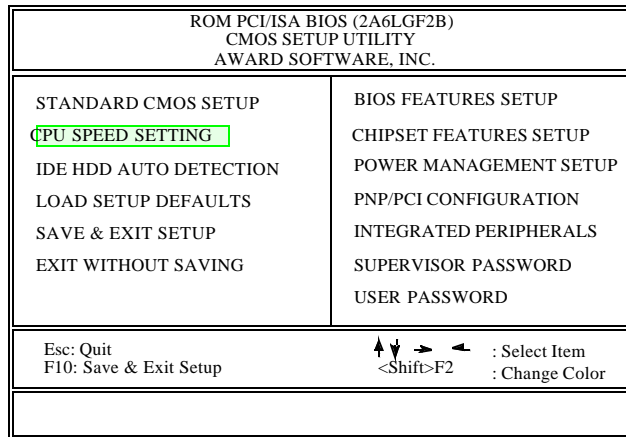 ROM PCI/ISA BIOS (2A6LGF2B)
CMOS SETUP UTILITY
AWARD SOFTWARE, INC.
STANDARD CMOS SETUP
CPU SPEED SETTING
IDE HDD AUTO DETECTION
LOAD SETUP DEFAULTS
SAVE & EXIT SETUP
EXIT WITHOUT SAVING
BIOS FEATURES SETUP
CHIPSET FEATURES SETUP
POWER MANAGEMENT SETUP
PNP/PCI CONFIGURATION
INTEGRATED PERIPHERALS
SUPERVISOR PASSWORD
USER PASSWORD
Esc: Quit
F10: Save & Exit Setup
: Select Item
<Shift>F2 : Change Color